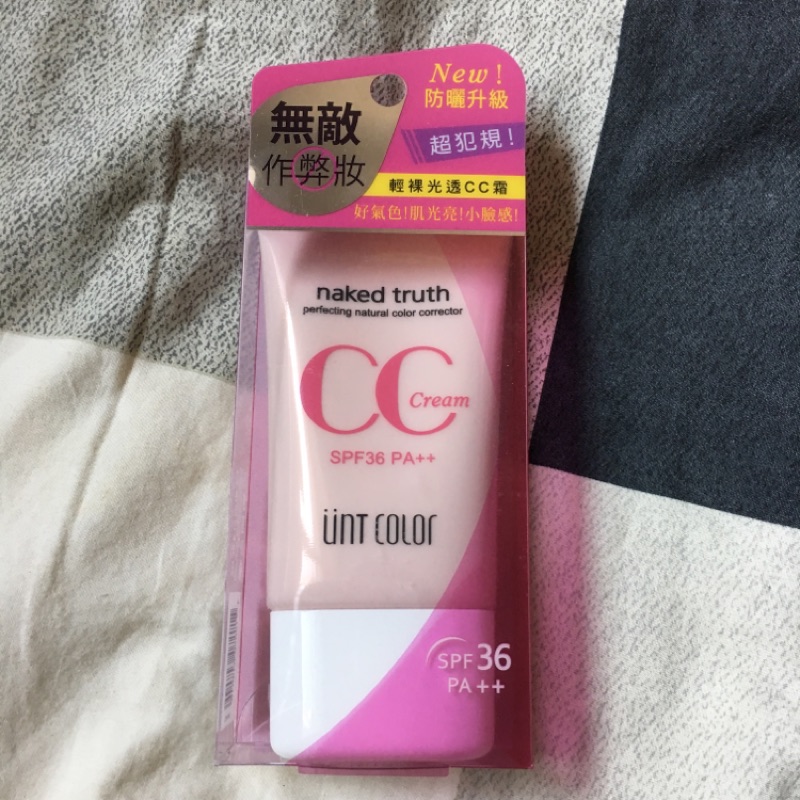 New!
防曬升級
無敵
作弊妝
超犯規!
輕裸光透CC霜
好氣色!肌光亮!小臉感!
naked truth
perfecting natural color corrector
CC Cream
SPF36 PA++
ünt color
SPF 36
PA ++